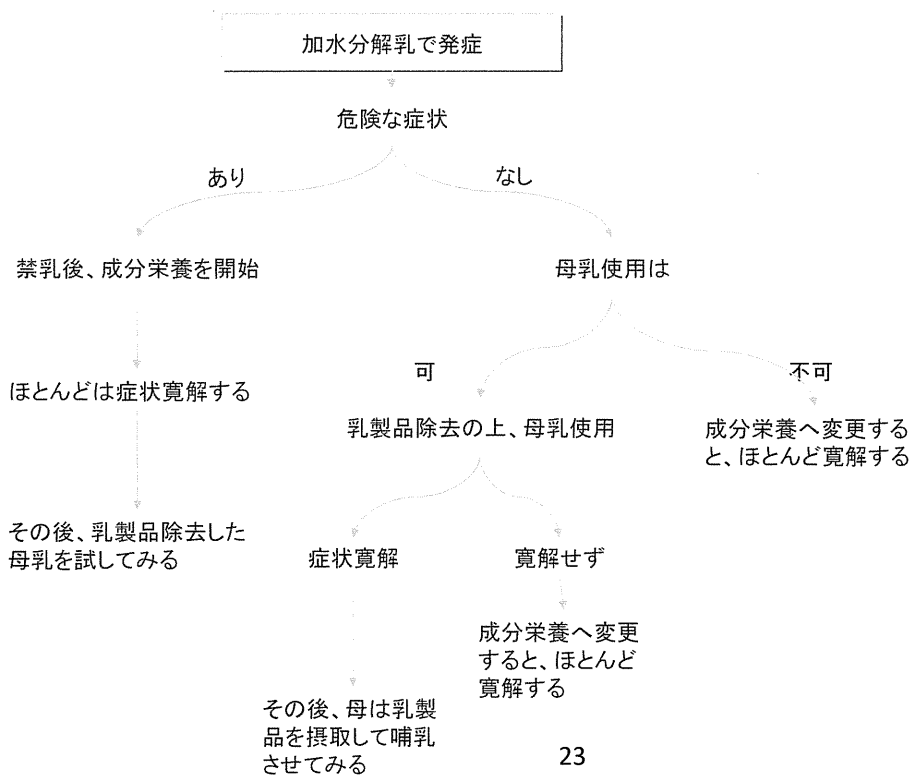 加水分解乳で発症
危険な症状
あり
なし
禁乳後、成分栄養を開始
母乳使用は
ほとんどは症状寛解する
可
不可
乳製品除去の上、母乳使用
成分栄養へ変更する
と、ほとんど寛解する
その後、乳製品除去した
母乳を試してみる
症状寛解
寛解せず
成分栄養へ変更
すると、ほとんど
寛解する
その後、母は乳製
品を摂取して哺乳
させてみる
23